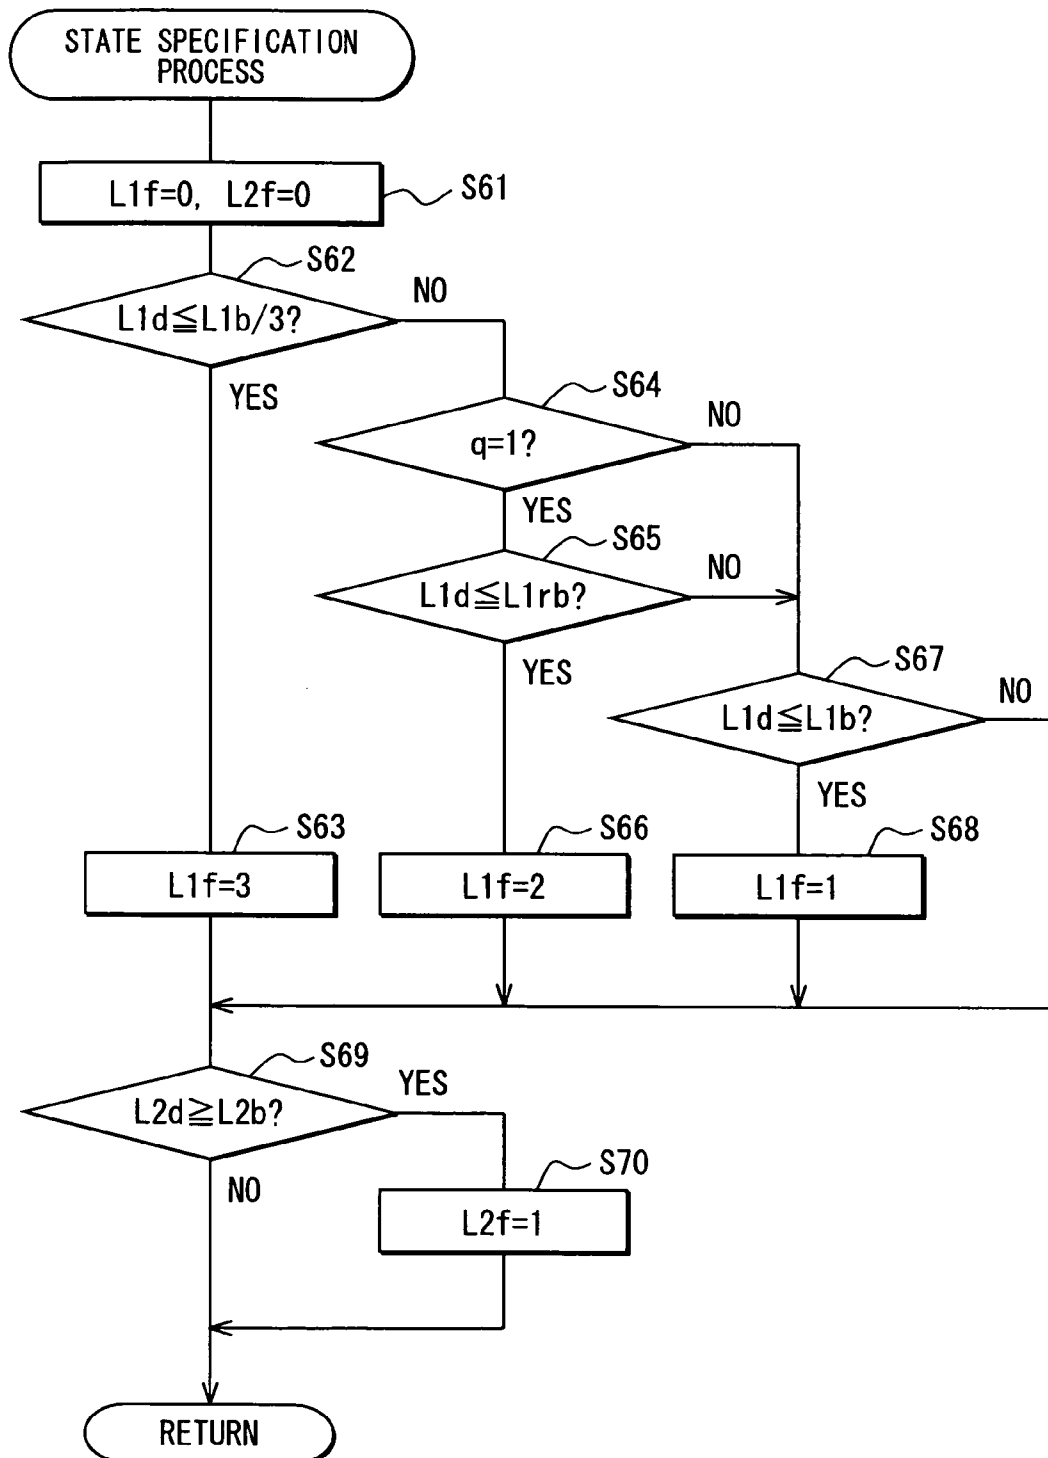 STATE SPECIFICATION
PROCESS
L1f=0, L2f=0
S61
S62
L1d≦L1b/3?
NO
YES
S64
q=1?
NO
YES
S65
L1d≦L1rb?
NO
YES
S67
L1d≦L1b?
NO
YES
S63
L1f=3
S66
L1f=2
S68
L1f=1
S69
L2d≧L2b?
YES
NO
S70
L2f=1
RETURN